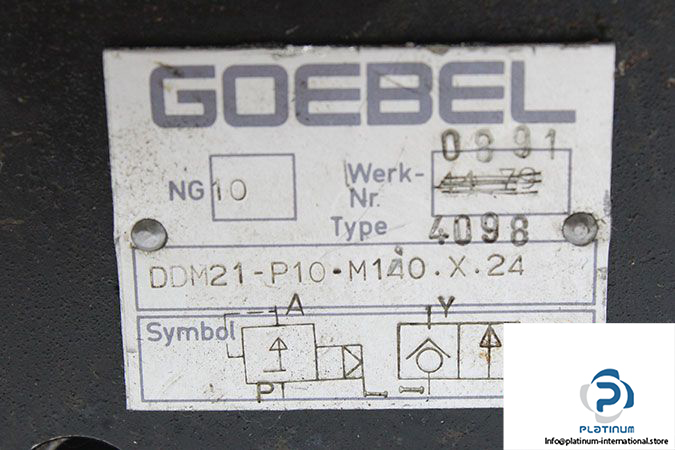 GOEBEL
NG 10
Werk-Nr. 0891
44 79
Type 4098
DDM21-P10·M140.X.24
Symbol
A
Y
P
PLATINUM
Info@platinum-international.store